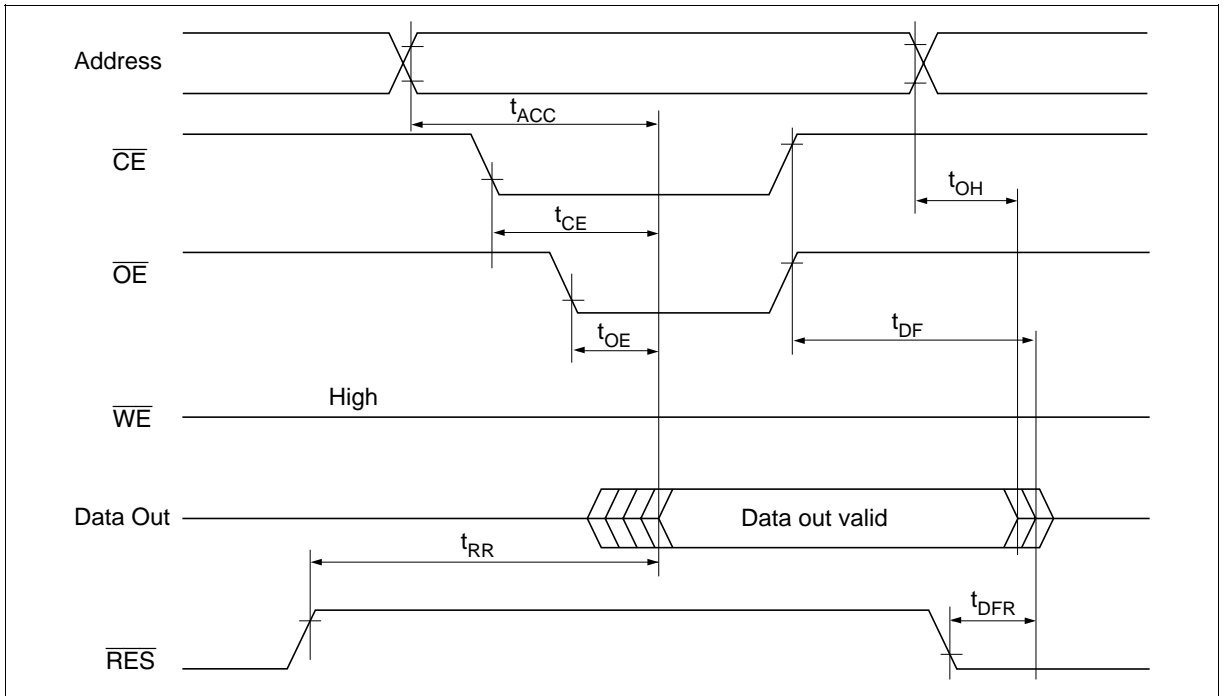 Address
tACC
CE
tOH
tCE
OE
tDF
tOE
High
WE
Data Out
Data out valid
tRR
tDFR
RES